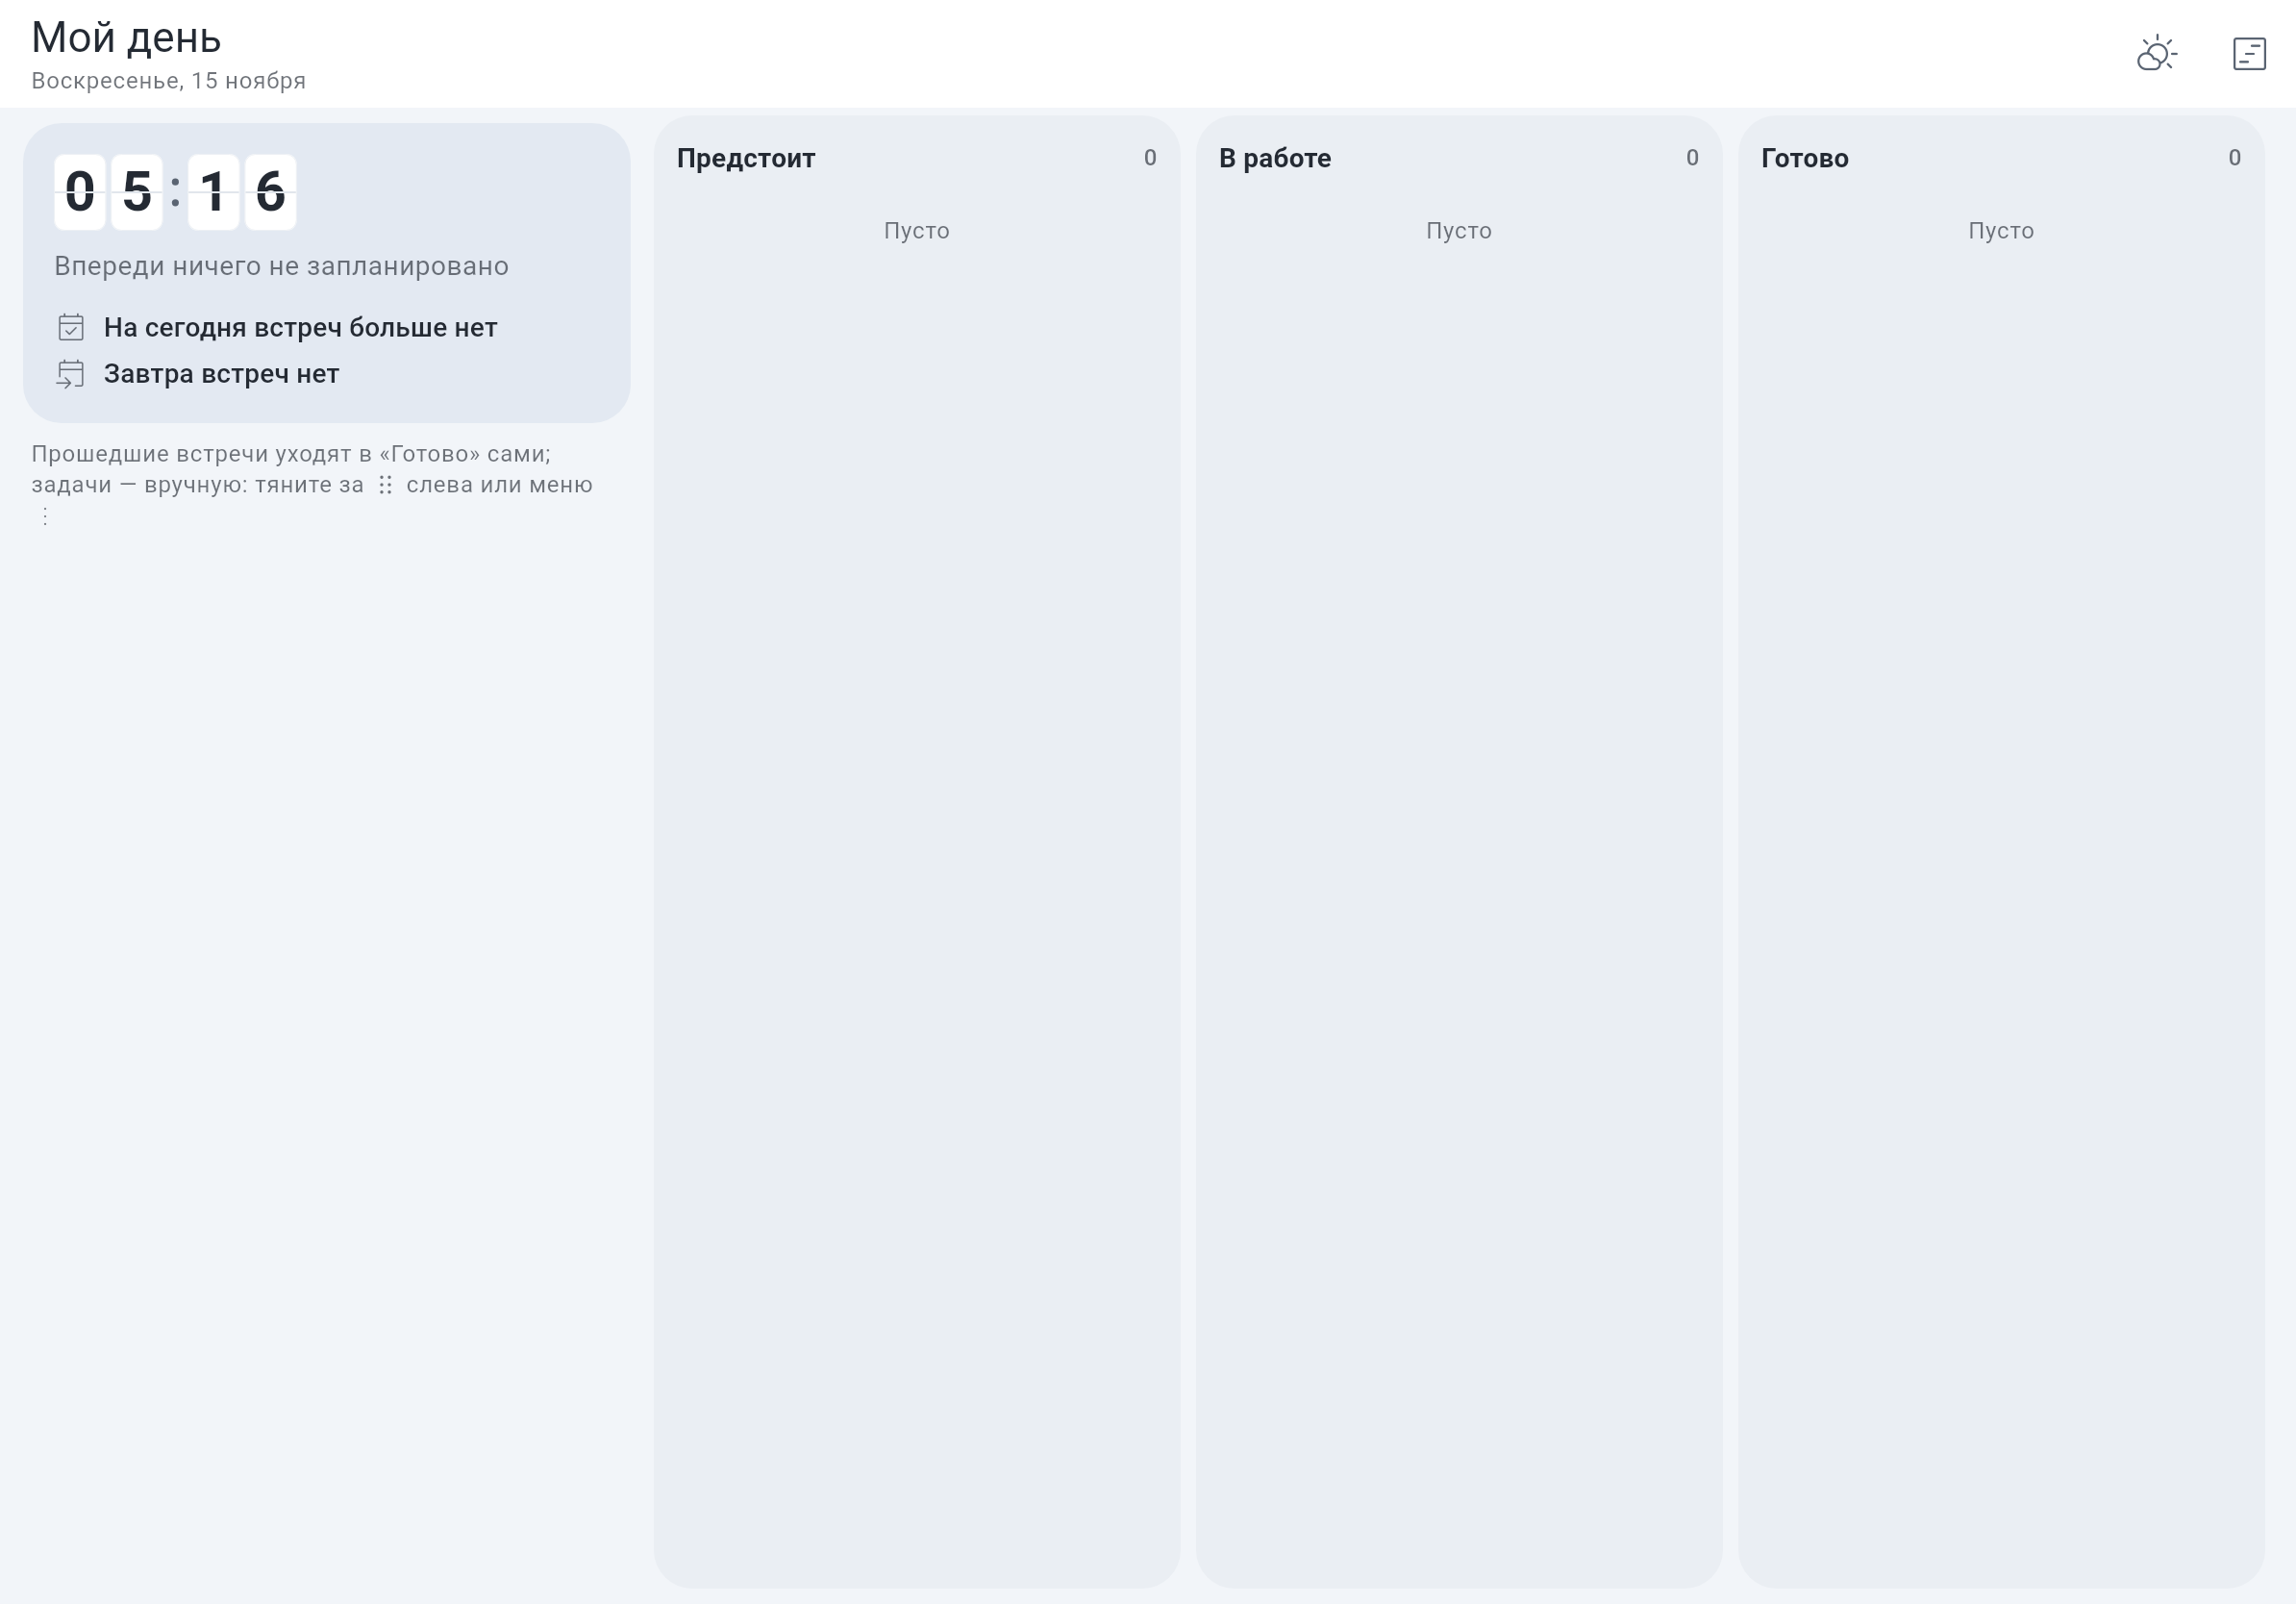 Мой день
Воскресенье, 15 ноября
05:16
Впереди ничего не запланировано
На сегодня встреч больше нет
Завтра встреч нет
Прошедшие встречи уходят в «Готово» сами;
задачи — вручную: тяните за ⠿ слева или меню
⋮
Предстоит 0
Пусто
В работе 0
Пусто
Готово 0
Пусто